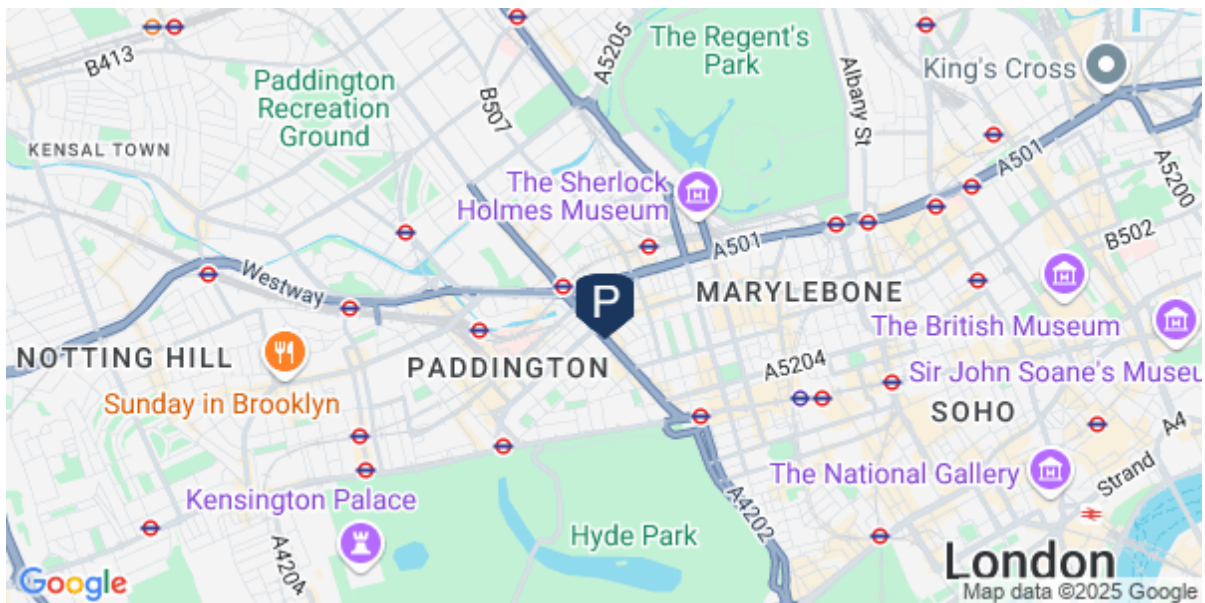 B413
A5205
The Regent's
Park
Albany St
King's Cross
Paddington
Recreation
Ground
B507
KENSAL TOWN
A501
A5200
The Sherlock
Holmes Museum
B502
A501
Westway
P
MARYLEBONE
The British Museum
NOTTING HILL
PADDINGTON
A5204
Sir John Soane's Museu
Sunday in Brooklyn
SOHO
A4
The National Gallery
Strand
Kensington Palace
A4202
Hyde Park
A4204
London
Google
Map data ©2025 Google